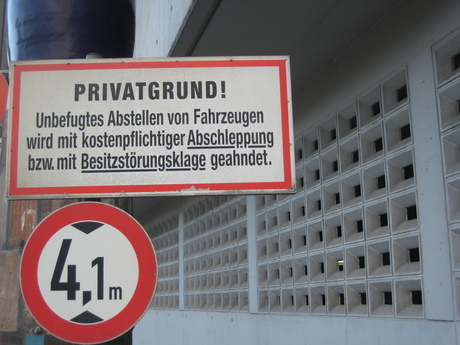 PRIVATGRUND!
Unbefugtes Abstellen von Fahrzeugen
wird mit kostenpflichtiger Abschleppung
bzw. mit Besitzstörungsklage geahndet.
4,1m